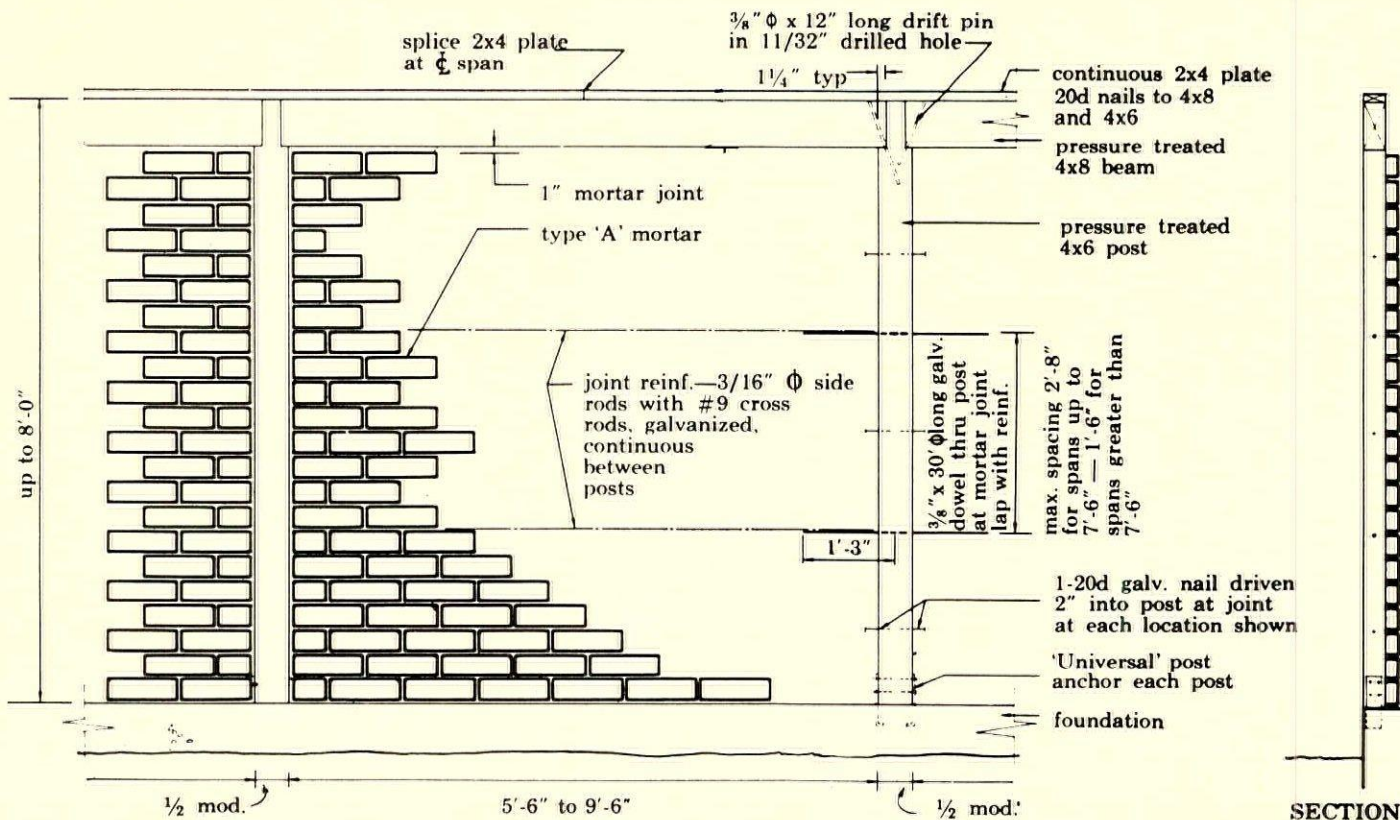 splice 2x4 plate
at ℄ span
⅜″ Φ x 12″ long drift pin
in 11/32″ drilled hole
1¼″ typ
continuous 2x4 plate
20d nails to 4x8
and 4x6
pressure treated
4x8 beam
1″ mortar joint
type 'A' mortar
pressure treated
4x6 post
up to 8′-0″
joint reinf.—3/16″ Φ side
rods with #9 cross
rods, galvanized,
continuous
between
posts
⅜″ x 30′ Φ long galv.
dowel thru post
at mortar joint
lap with reinf.
max. spacing 2′-8″
for spans up to
7′-6″ — 1′-6″ for
spans greater than
7′-6″
1′-3″
1-20d galv. nail driven
2″ into post at joint
at each location shown
'Universal' post
anchor each post
foundation
½ mod.
5′-6″ to 9′-6″
½ mod.
SECTION